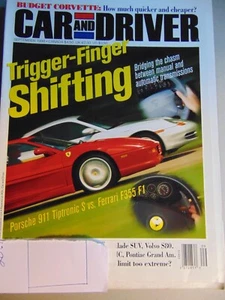 BUDGET CORVETTE: How much quicker and cheaper?
CAR AND DRIVER
Trigger-Finger
Shifting
Bridging the chasm
between manual and
automatic transmissions
Porsche 911 Tiptronic S vs. Ferrari F355 F1
lade SUV, Volvo S80,
C, Pontiac Grand Am.
limit too extreme?